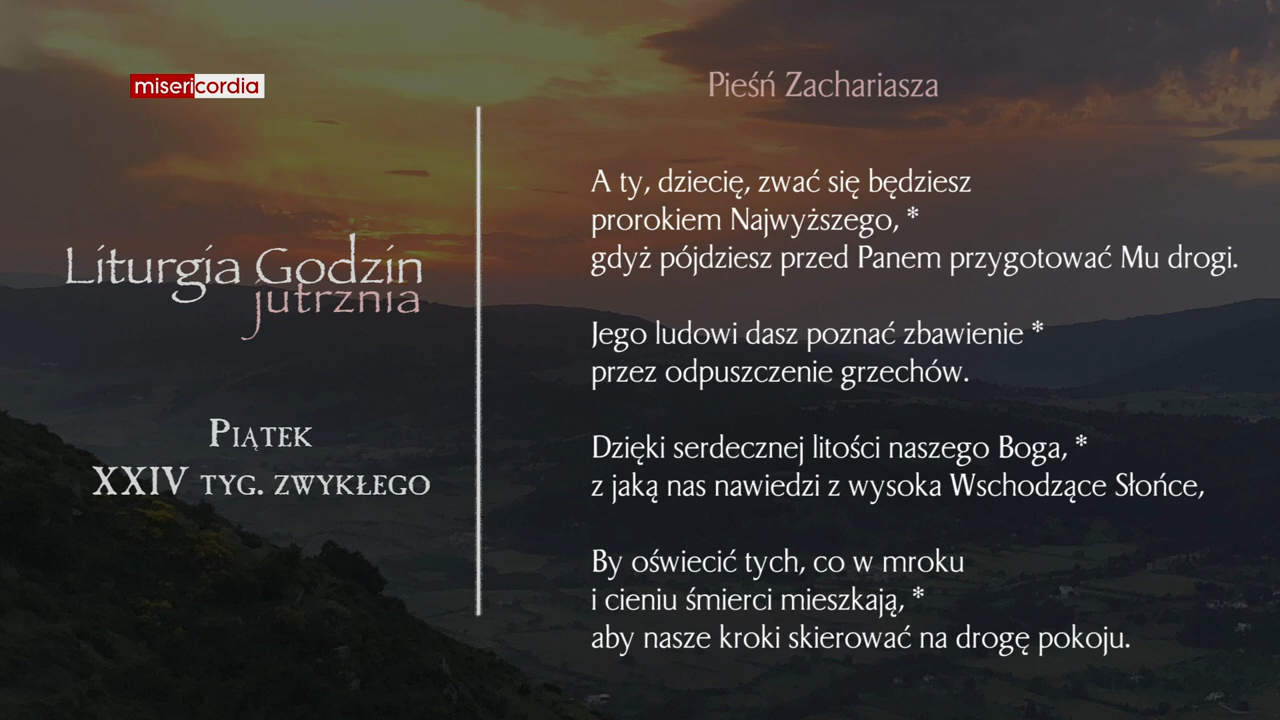 misericordia
Liturgia Godzin
jutrznia
Piątek
XXIV tyg. zwykłego
Pieśń Zachariasza
A ty, dziecię, zwać się będziesz
prorokiem Najwyższego, *
gdyż pójdziesz przed Panem przygotować Mu drogi.
Jego ludowi dasz poznać zbawienie *
przez odpuszczenie grzechów.
Dzięki serdecznej litości naszego Boga, *
z jaką nas nawiedzi z wysoka Wschodzące Słońce,
By oświecić tych, co w mroku
i cieniu śmierci mieszkają, *
aby nasze kroki skierować na drogę pokoju.